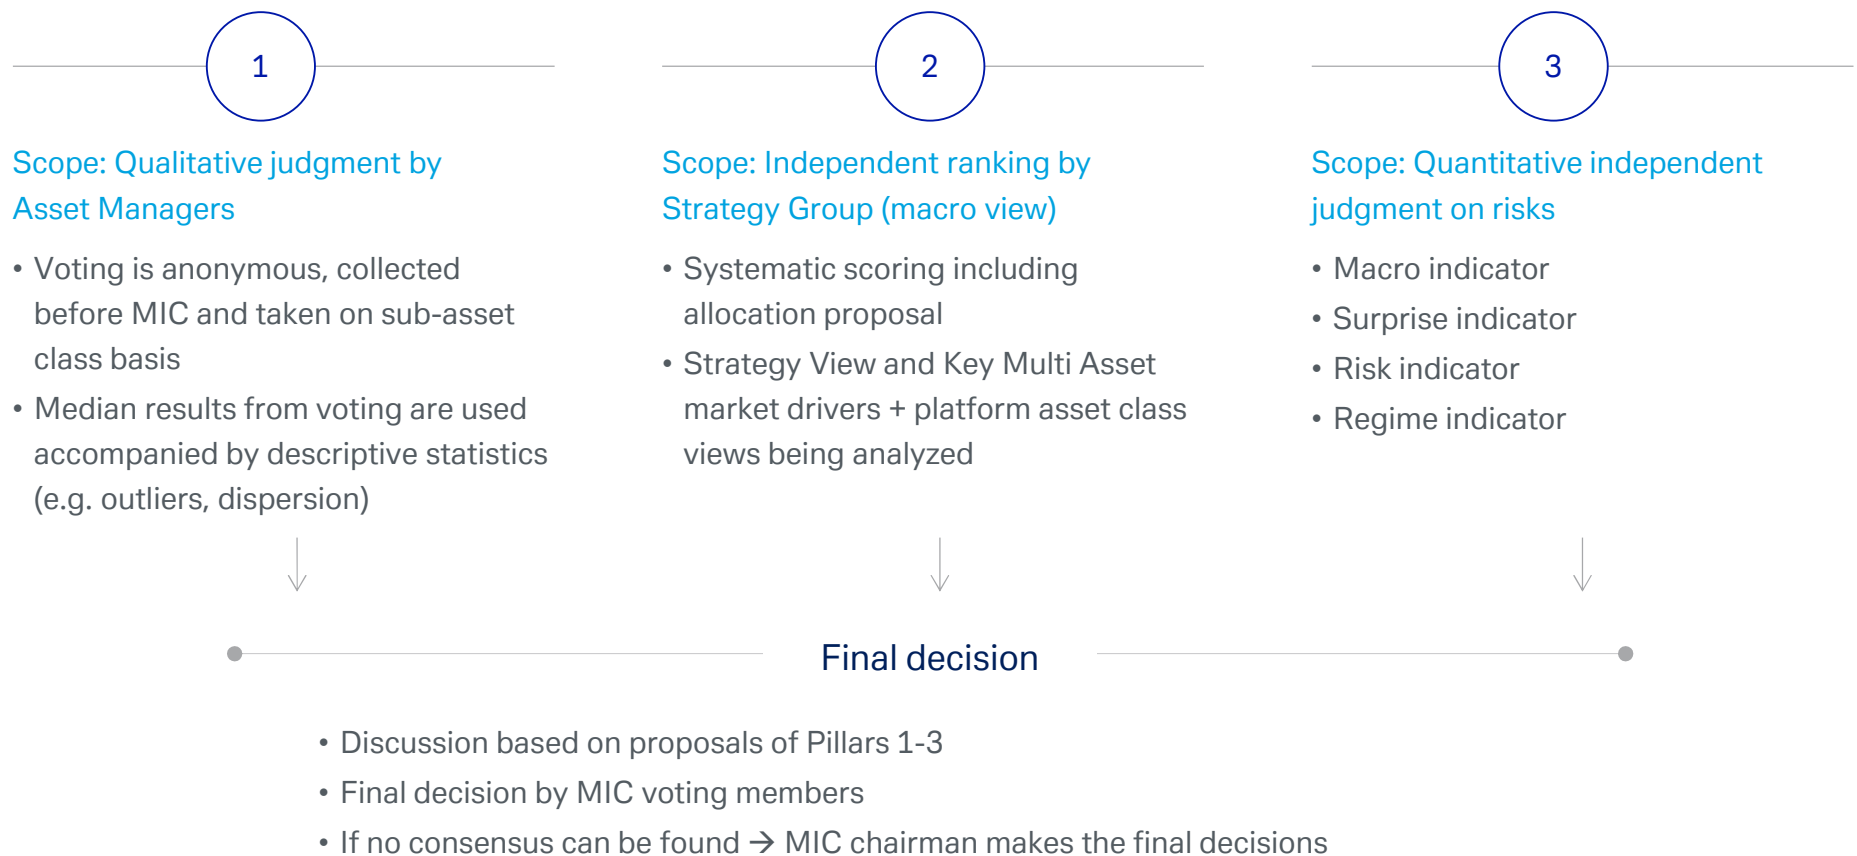 1
Scope: Qualitative judgment by
Asset Managers
• Voting is anonymous, collected
before MIC and taken on sub-asset
class basis
• Median results from voting are used
accompanied by descriptive statistics
(e.g. outliers, dispersion)
2
Scope: Independent ranking by
Strategy Group (macro view)
• Systematic scoring including
allocation proposal
• Strategy View and Key Multi Asset
market drivers + platform asset class
views being analyzed
3
Scope: Quantitative independent
judgment on risks
• Macro indicator
• Surprise indicator
• Risk indicator
• Regime indicator
Final decision
• Discussion based on proposals of Pillars 1-3
• Final decision by MIC voting members
• If no consensus can be found → MIC chairman makes the final decisions